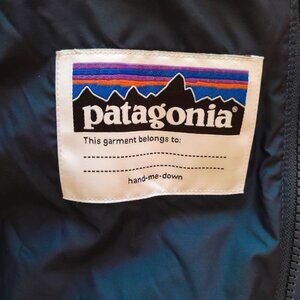 patagonia®
This garment belongs to:
hand-me-down